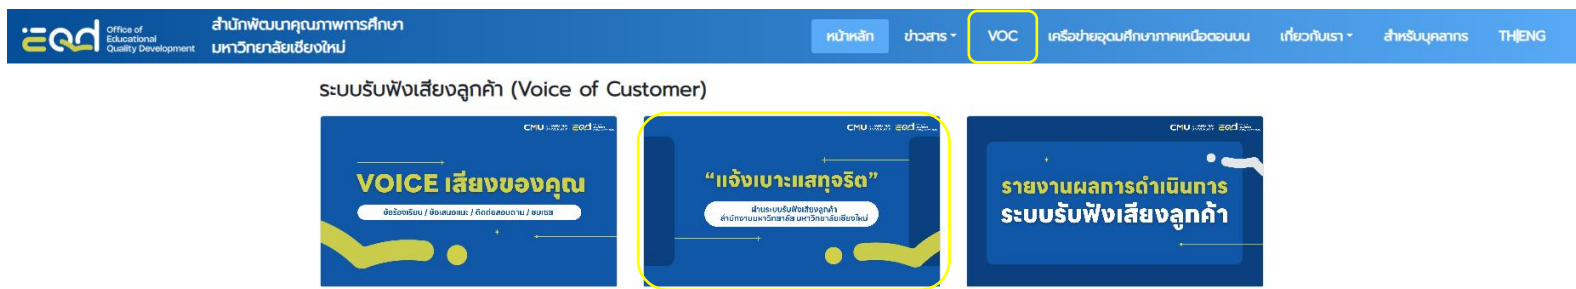 EQD
Office of
Educational
Quality Development
สำนักพัฒนาคุณภาพการศึกษา
มหาวิทยาลัยเชียงใหม่
หน้าหลัก ข่าวสาร VOC เครือข่ายอุดมศึกษาภาคเหนือตอนบน เกี่ยวกับเรา สำหรับบุคลากร TH|ENG
ระบบรับฟังเสียงลูกค้า (Voice of Customer)
CMU EQD
VOICE เสียงของคุณ
ข้อร้องเรียน / ข้อเสนอแนะ / ติดต่อสอบถาม / ชมเชย
CMU EQD
“แจ้งเบาะแสทุจริต”
ผ่านระบบรับฟังเสียงลูกค้า
สำนักงานมหาวิทยาลัย มหาวิทยาลัยเชียงใหม่
CMU EQD
รายงานผลการดำเนินการ
ระบบรับฟังเสียงลูกค้า